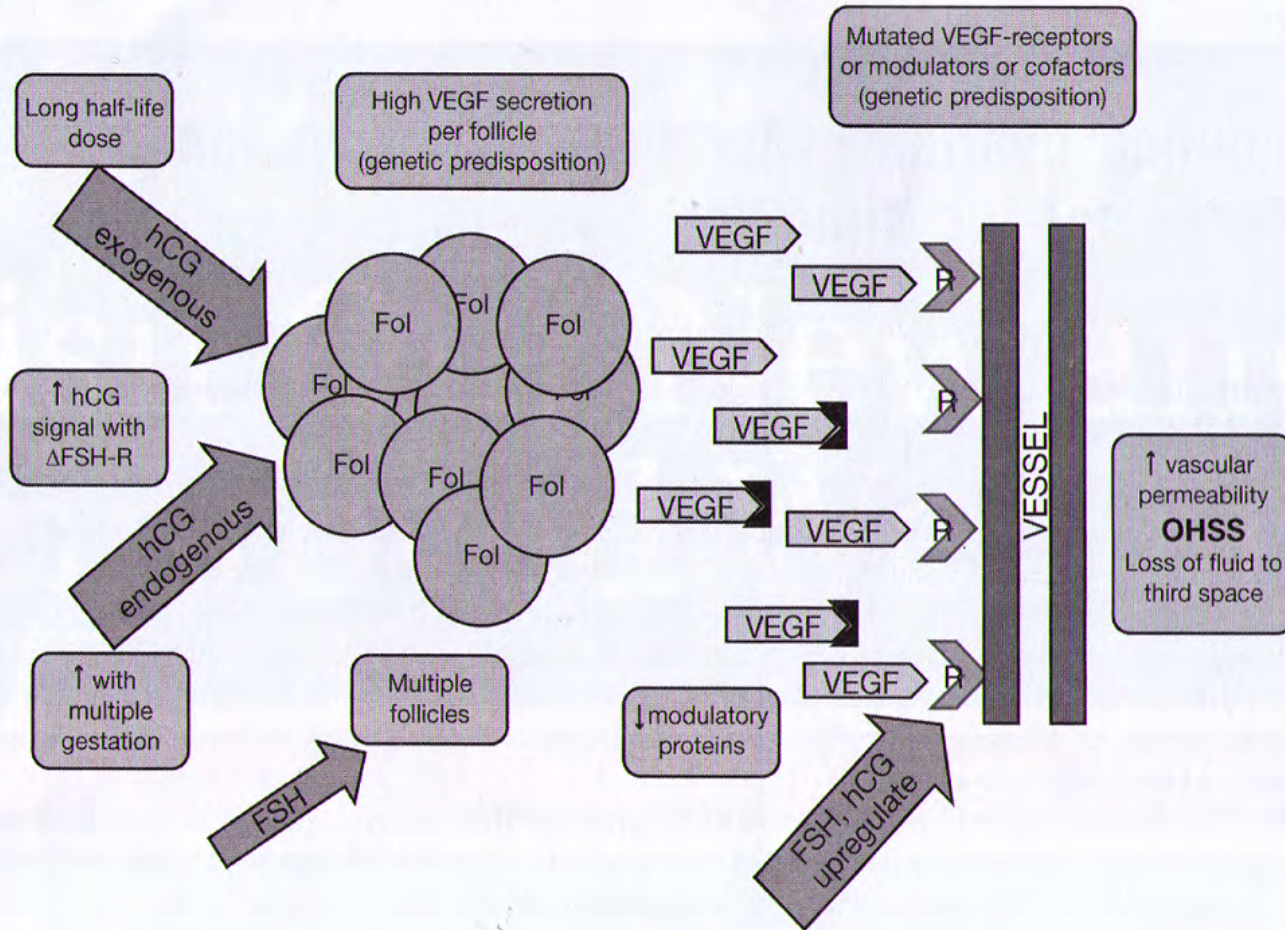 Long half-life
dose
High VEGF secretion
per follicle
(genetic predisposition)
Mutated VEGF-receptors
or modulators or cofactors
(genetic predisposition)
hCG
exogenous
↑ hCG
signal with
ΔFSH-R
hCG
endogenous
↑ with
multiple
gestation
FSH
Multiple
follicles
Fol
Fol
Fol
Fol
Fol
Fol
Fol
Fol
Fol
VEGF
VEGF
VEGF
VEGF
VEGF
VEGF
VEGF
VEGF
R
R
R
R
↓modulatory
proteins
FSH, hCG
upregulate
VESSEL
↑ vascular
permeability
OHSS
Loss of fluid to
third space